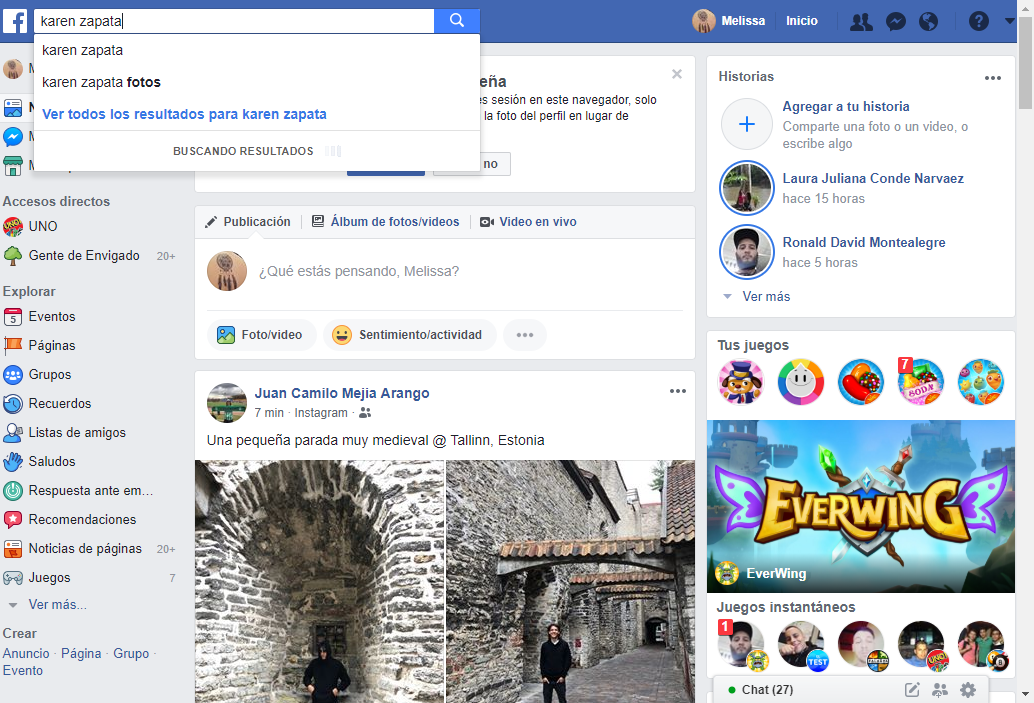 karen zapata
Melissa
Inicio
karen zapata
karen zapata fotos
Ver todos los resultados para karen zapata
BUSCANDO RESULTADOS
eña
es sesión en este navegador, solo
la foto del perfil en lugar de
no
Accesos directos
UNO
Gente de Envigado 20+
Explorar
5
Eventos
Páginas
Grupos
Recuerdos
Listas de amigos
Saludos
Respuesta ante em...
Recomendaciones
Noticias de páginas 20+
Juegos 7
Ver más...
Crear
Anuncio · Página · Grupo ·
Evento
Publicación
Álbum de fotos/videos
Video en vivo
¿Qué estás pensando, Melissa?
Foto/video
Sentimiento/actividad
Juan Camilo Mejia Arango
7 min · Instagram ·
Una pequeña parada muy medieval @ Tallinn, Estonia
Historias
Agregar a tu historia
Comparte una foto o un video, o
escribe algo
Laura Juliana Conde Narvaez
hace 15 horas
Ronald David Montealegre
hace 5 horas
Ver más
Tus juegos
7
SODA
EVERWING
EverWing
Juegos instantáneos
1
TEST
UNO
8
Chat (27)